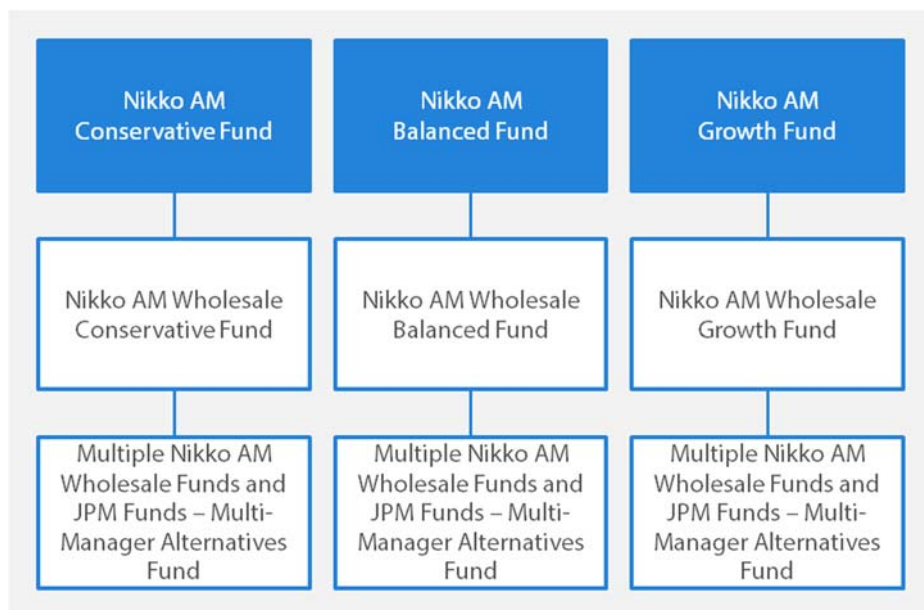 Nikko AM
Conservative Fund
Nikko AM
Balanced Fund
Nikko AM
Growth Fund
Nikko AM Wholesale
Conservative Fund
Nikko AM Wholesale
Balanced Fund
Nikko AM Wholesale
Growth Fund
Multiple Nikko AM
Wholesale Funds and
JPM Funds – Multi-
Manager Alternatives
Fund
Multiple Nikko AM
Wholesale Funds and
JPM Funds – Multi-
Manager Alternatives
Fund
Multiple Nikko AM
Wholesale Funds and
JPM Funds – Multi-
Manager Alternatives
Fund